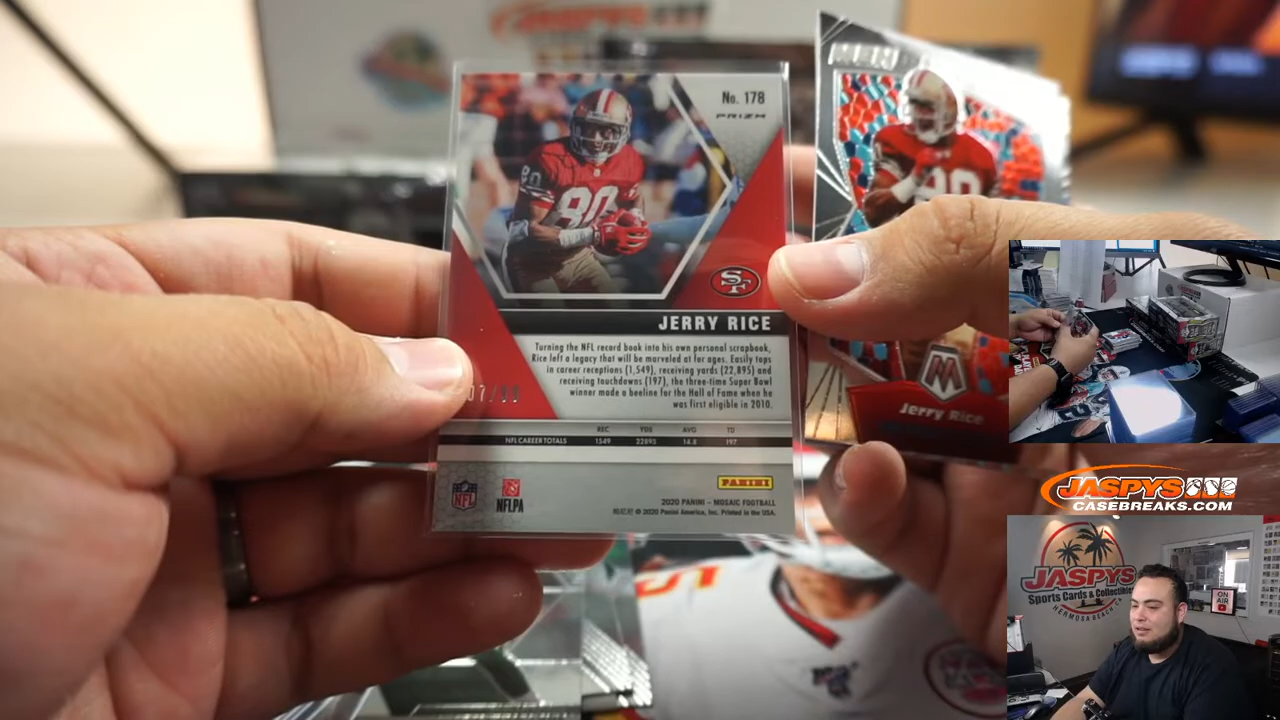 JASPYS
No. 178
PRIZM
80
80
SF
JERRY RICE
Turning the NFL record book into his own personal scrapbook,
Rice left a legacy that will be marveled at for ages. Easily tops
in career receptions (1,549), receiving yards (22,895) and
receiving touchdowns (197), the three-time Super Bowl
winner made a beeline for the Hall of Fame when he
was first eligible in 2010.
07/99
REC YDS AVG TD
NFL CAREER TOTALS 1549 22895 14.8 197
NFL
NFLPA
PANINI
2020 PANINI – MOSAIC FOOTBALL
© 2020 Panini America, Inc. Printed in the USA.
Jerry Rice
JASPYS
CASEBREAKS.COM
JASPYS
Sports Cards & Collectibles
HERMOSA BEACH, CA
ON
AIR